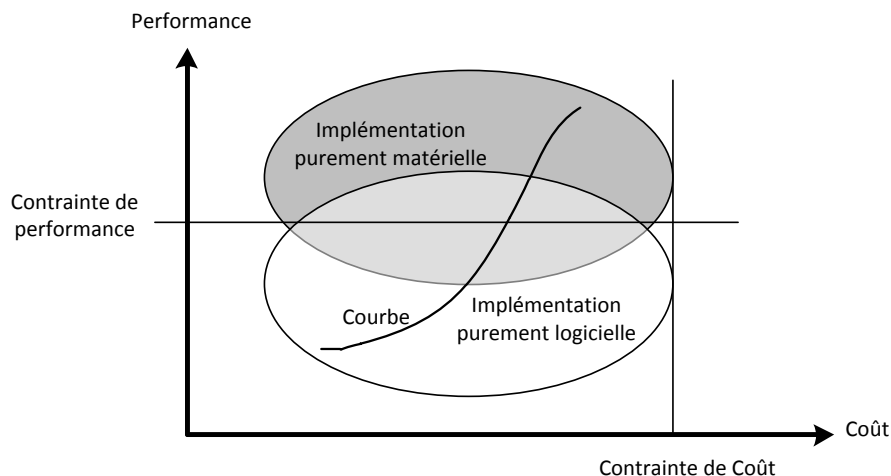 Performance
Implémentation
purement matérielle
Contrainte de
performance
Courbe
Implémentation
purement logicielle
Coût
Contrainte de Coût